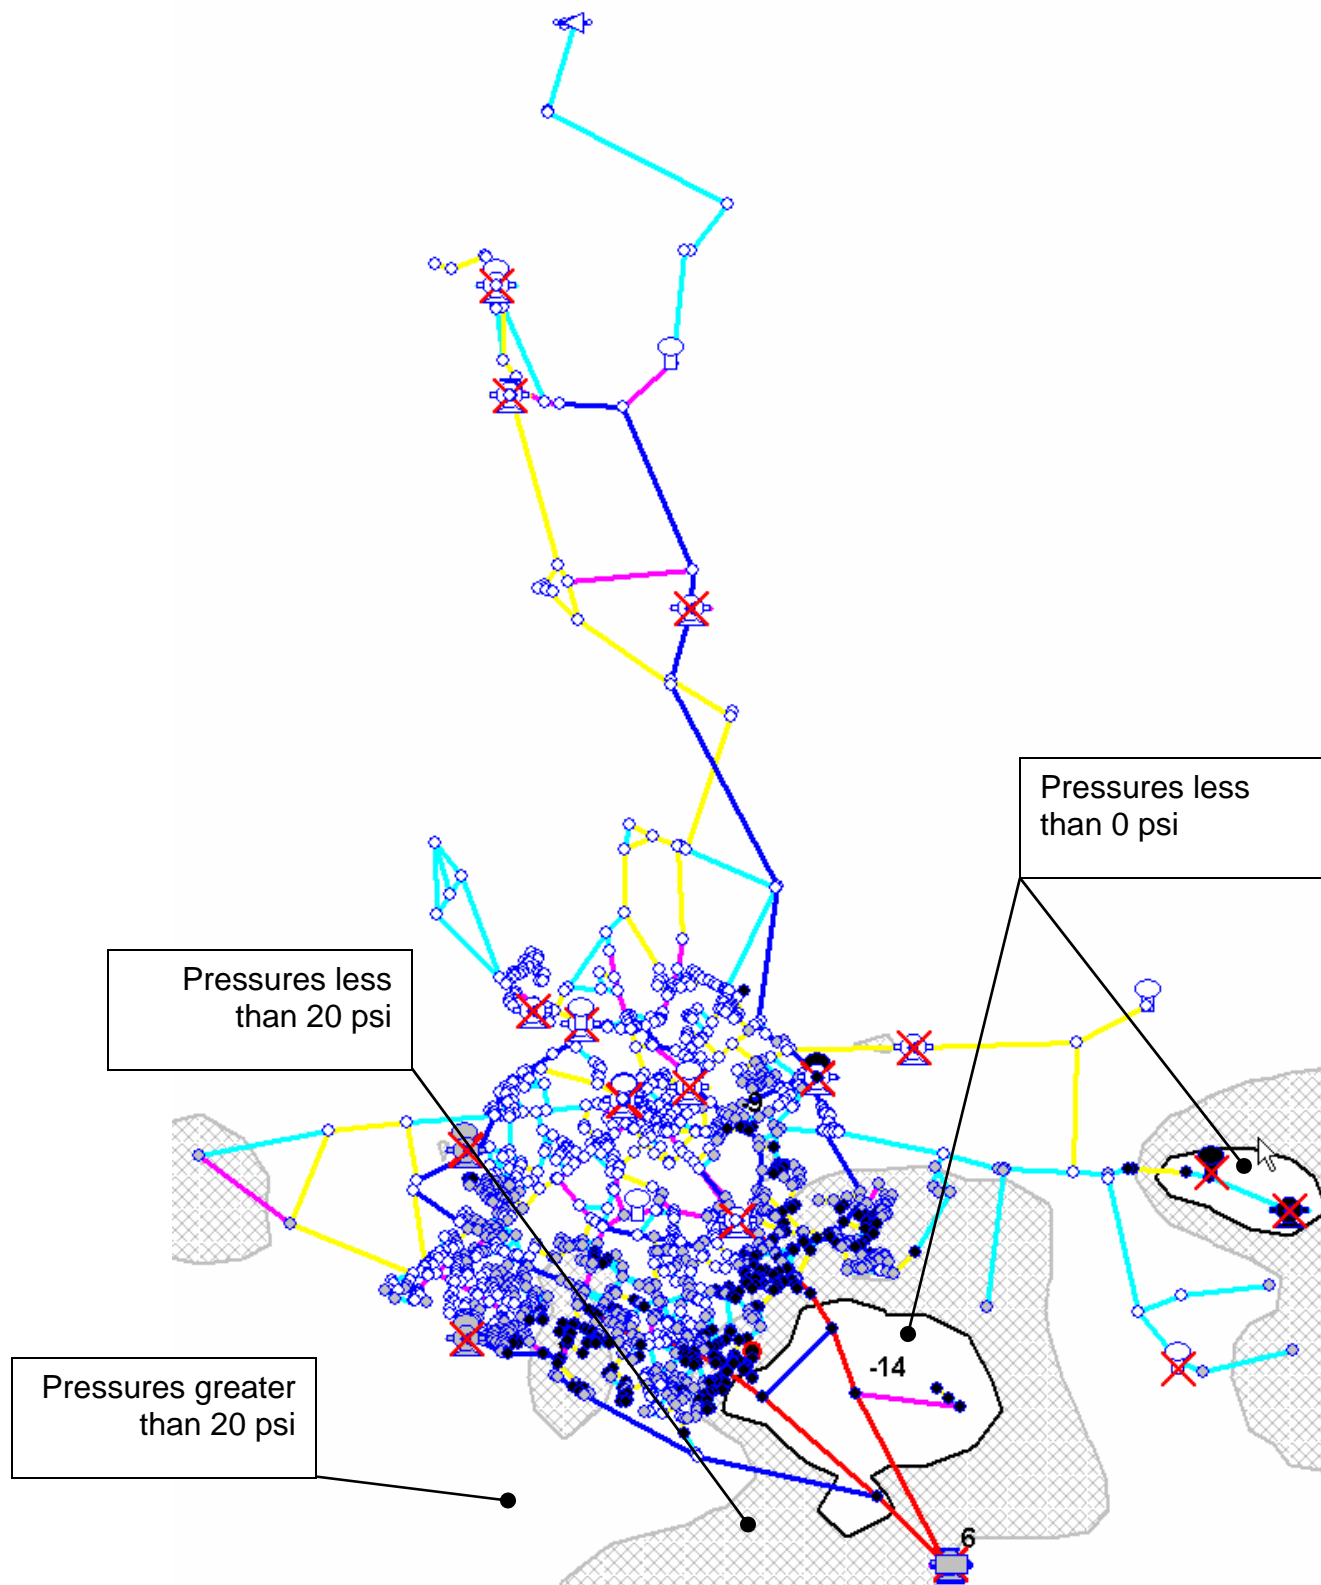 Pressures less
than 0 psi
Pressures less
than 20 psi
-9
-14
Pressures greater
than 20 psi
6